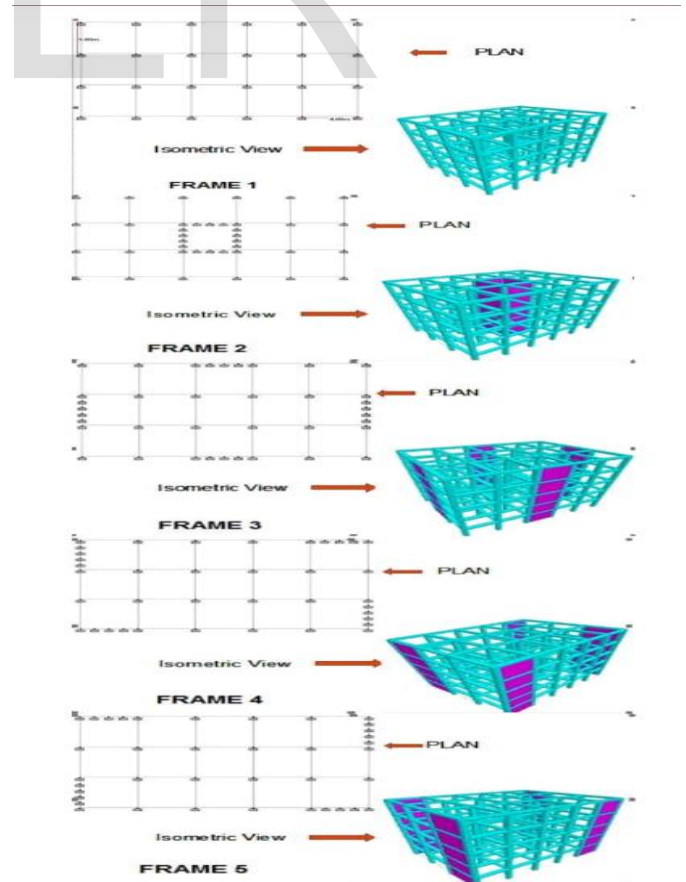 PLAN
Isometric View
FRAME 1
PLAN
Isometric View
FRAME 2
PLAN
Isometric View
FRAME 3
PLAN
Isometric View
FRAME 4
PLAN
Isometric View
FRAME 5